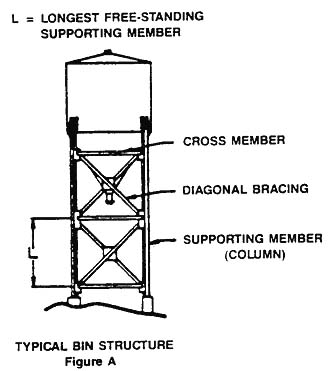 L = LONGEST FREE-STANDING
SUPPORTING MEMBER
CROSS MEMBER
DIAGONAL BRACING
SUPPORTING MEMBER
(COLUMN)
L
TYPICAL BIN STRUCTURE
Figure A